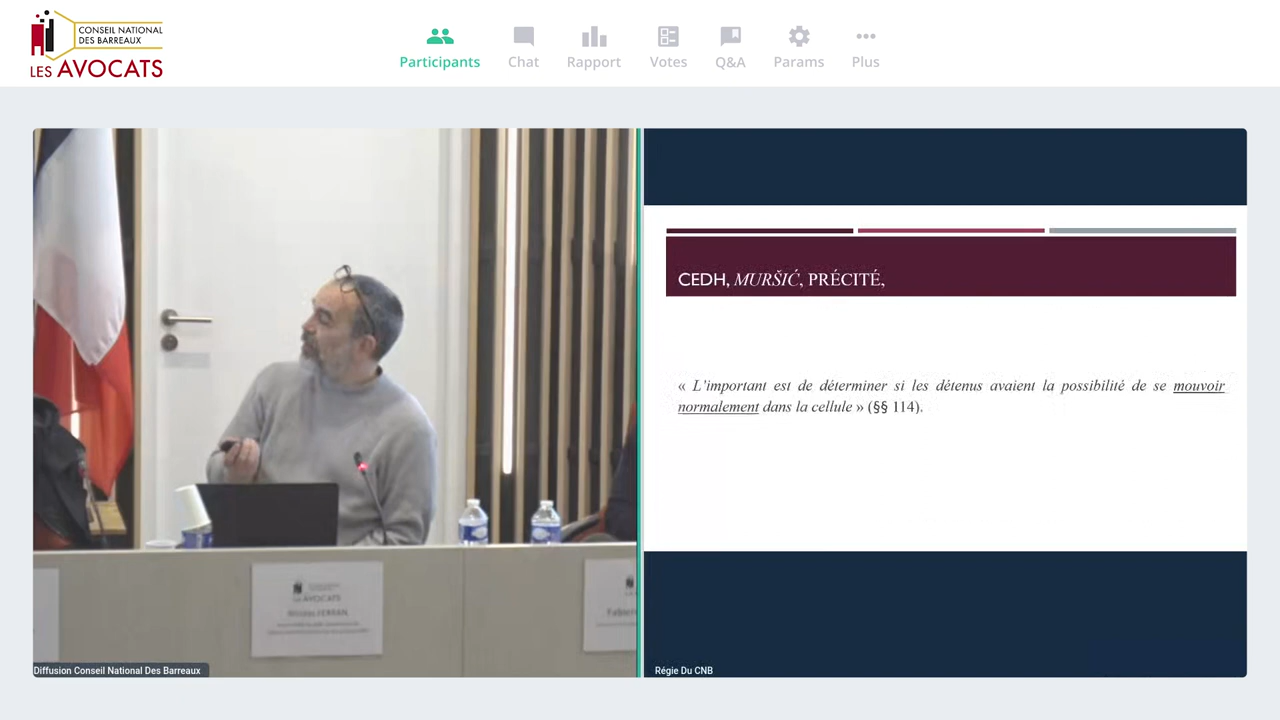 CONSEIL NATIONAL
DES BARREAUX
LES AVOCATS
Participants
Chat
Rapport
Votes
Q&A
Params
Plus
CEDH, MURŠIĆ, PRÉCITÉ,
« L'important est de déterminer si les détenus avaient la possibilité de se mouvoir
normalement dans la cellule » (§§ 114).
LES AVOCATS
Diffusion Conseil National Des Barreaux
Régie Du CNB